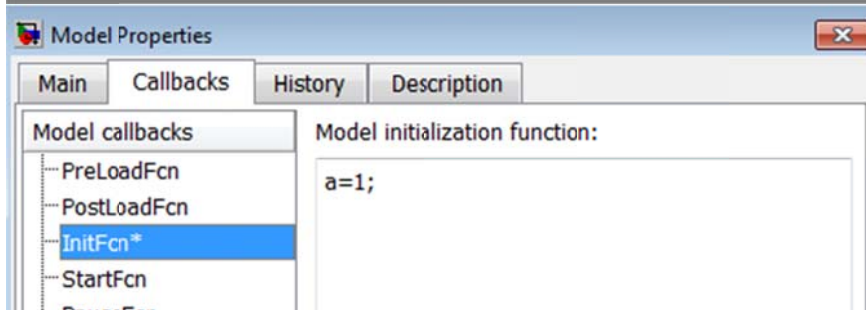 Model Properties
Main Callbacks History Description
Model callbacks
PreLoadFcn
PostLoadFcn
InitFcn*
StartFcn
Model initialization function:
a=1;